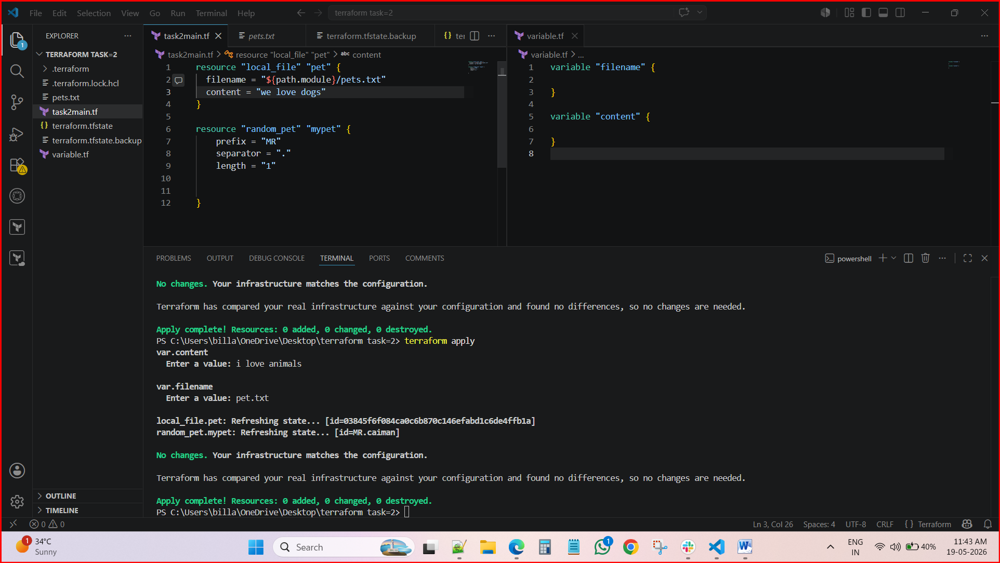 File Edit Selection View Go Run Terminal Help
terraform task=2
EXPLORER
TERRAFORM TASK=2
.terraform
.terraform.lock.hcl
pets.txt
task2main.tf
terraform.tfstate
terraform.tfstate.backup
variable.tf
OUTLINE
TIMELINE
1
task2main.tf
pets.txt
terraform.tfstate.backup
{} ter
task2main.tf > resource "local_file" "pet" > abc content
1 resource "local_file" "pet" {
2 filename = "${path.module}/pets.txt"
3 content = "we love dogs"
4 }
5
6 resource "random_pet" "mypet" {
7 prefix = "MR"
8 separator = "."
9 length = "1"
10
11
12 }
variable.tf
variable.tf > ...
1 variable "filename" {
2
3 }
4
5 variable "content" {
6
7 }
8
PROBLEMS OUTPUT DEBUG CONSOLE TERMINAL PORTS COMMENTS
powershell
No changes. Your infrastructure matches the configuration.
Terraform has compared your real infrastructure against your configuration and found no differences, so no changes are needed.
Apply complete! Resources: 0 added, 0 changed, 0 destroyed.
PS C:\Users\billa\OneDrive\Desktop\terraform task=2> terraform apply
var.content
Enter a value: i love animals
var.filename
Enter a value: pet.txt
local_file.pet: Refreshing state... [id=03845f6f084ca0c6b870c146efabd1c6de4ffb1a]
random_pet.mypet: Refreshing state... [id=MR.caiman]
No changes. Your infrastructure matches the configuration.
Terraform has compared your real infrastructure against your configuration and found no differences, so no changes are needed.
Apply complete! Resources: 0 added, 0 changed, 0 destroyed.
PS C:\Users\billa\OneDrive\Desktop\terraform task=2>
0 0
Ln 3, Col 26 Spaces: 4 UTF-8 CRLF {} Terraform
1
34°C
Sunny
Search
1
ENG
IN
40%
11:43 AM
19-05-2026